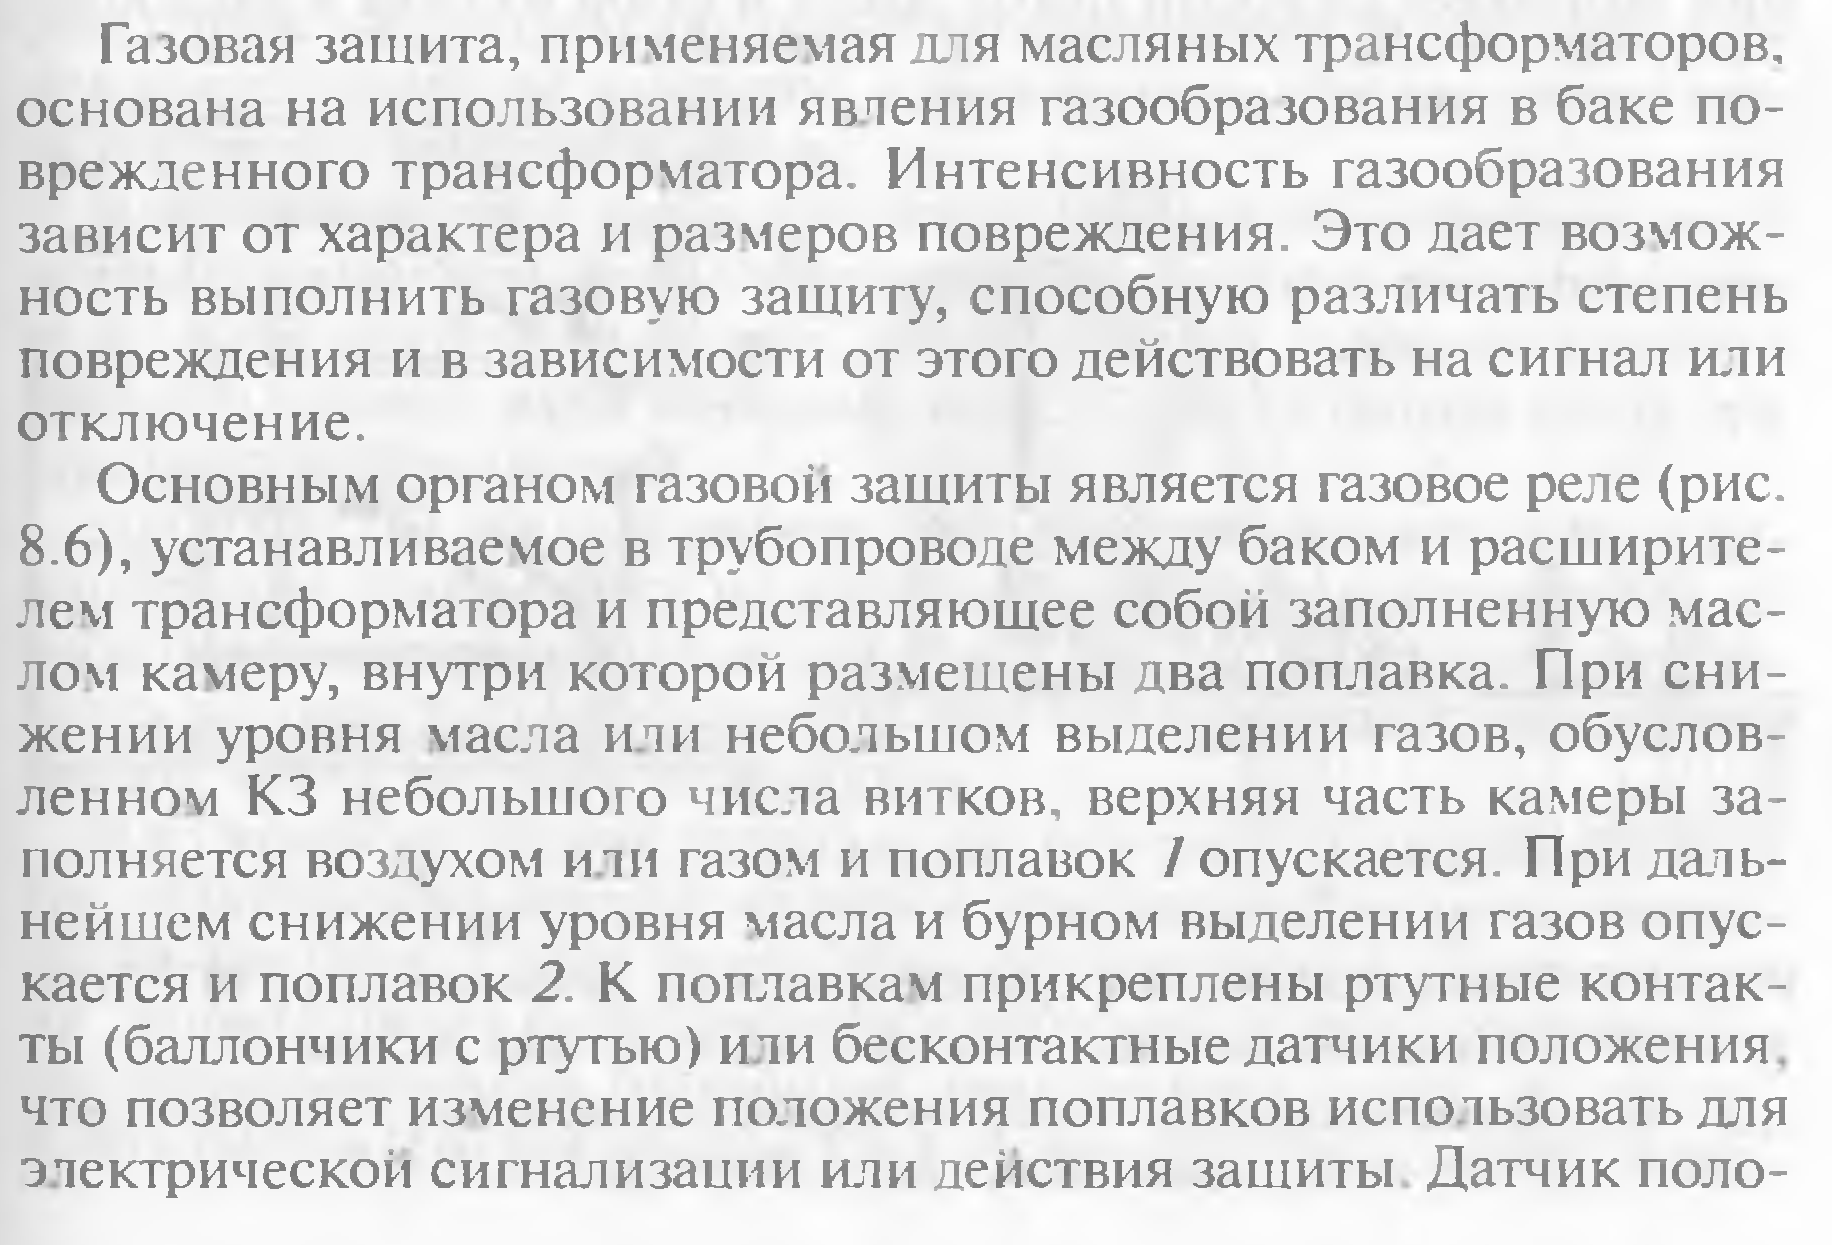 Газовая защита, применяемая для масляных трансформаторов,
основана на использовании явления газообразования в баке по-
врежденного трансформатора. Интенсивность газообразования
зависит от характера и размеров повреждения. Это дает возмож-
ность выполнить газовую защиту, способную различать степень
повреждения и в зависимости от этого действовать на сигнал или
отключение.
Основным органом газовой защиты является газовое реле (рис.
8.6), устанавливаемое в трубопроводе между баком и расширите-
лем трансформатора и представляющее собой заполненную мас-
лом камеру, внутри которой размещены два поплавка. При сни-
жении уровня масла или небольшом выделении газов, обуслов-
ленном КЗ небольшого числа витков, верхняя часть камеры за-
полняется воздухом или газом и поплавок 1 опускается. При даль-
нейшем снижении уровня масла и бурном выделении газов опус-
кается и поплавок 2. К поплавкам прикреплены ртутные контак-
ты (баллончики с ртутью) или бесконтактные датчики положения,
что позволяет изменение положения поплавков использовать для
электрической сигнализации или действия защиты. Датчик поло-